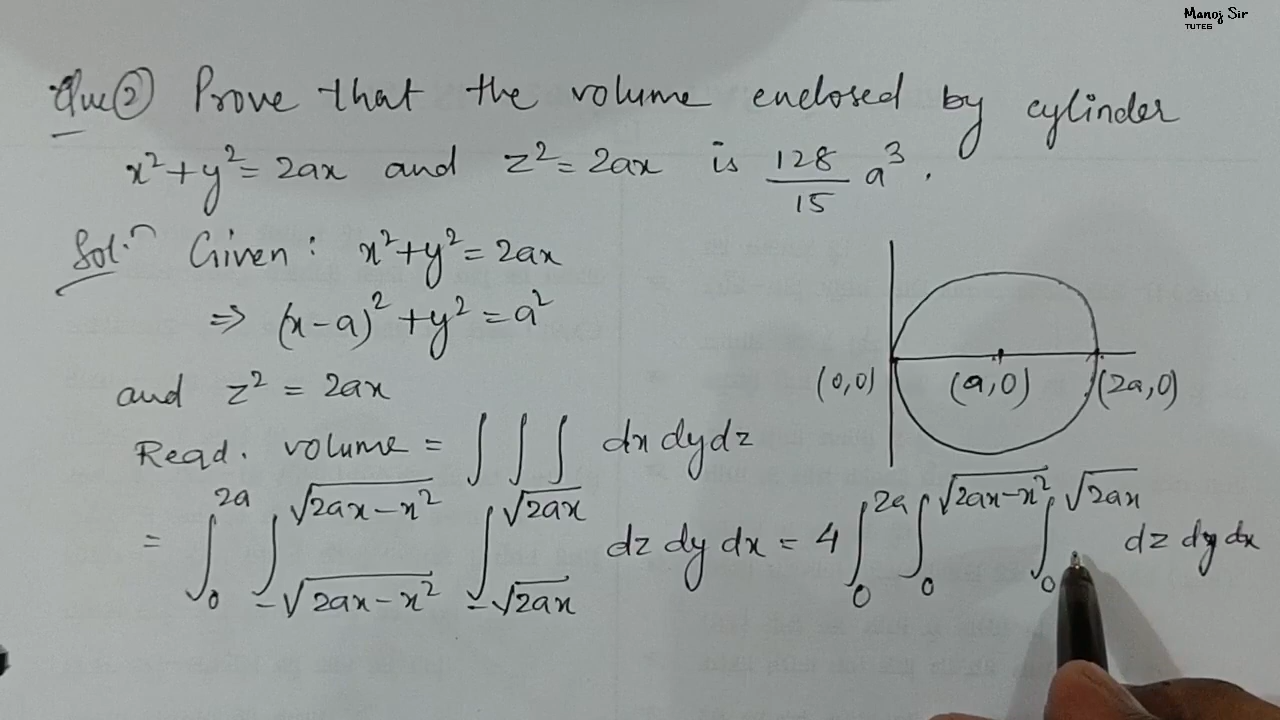 Manoj Sir
TUTES
Que② Prove that the volume enclosed by cylinder
x²+y²=2ax and z²=2ax is 128/15 a³.
Solⁿ. Given: x²+y²=2ax
⇒ (x-a)²+y²=a²
and z²=2ax
(0,0) (a,0) (2a,0)
Reqd. volume = ∫∫∫ dx dy dz
= ∫₀^2a ∫_-√(2ax-x²)^√(2ax-x²) ∫_-√(2ax)^√(2ax) dz dy dx = 4 ∫₀^2a ∫₀^√(2ax-x²) ∫₀^√(2ax) dz dy dx